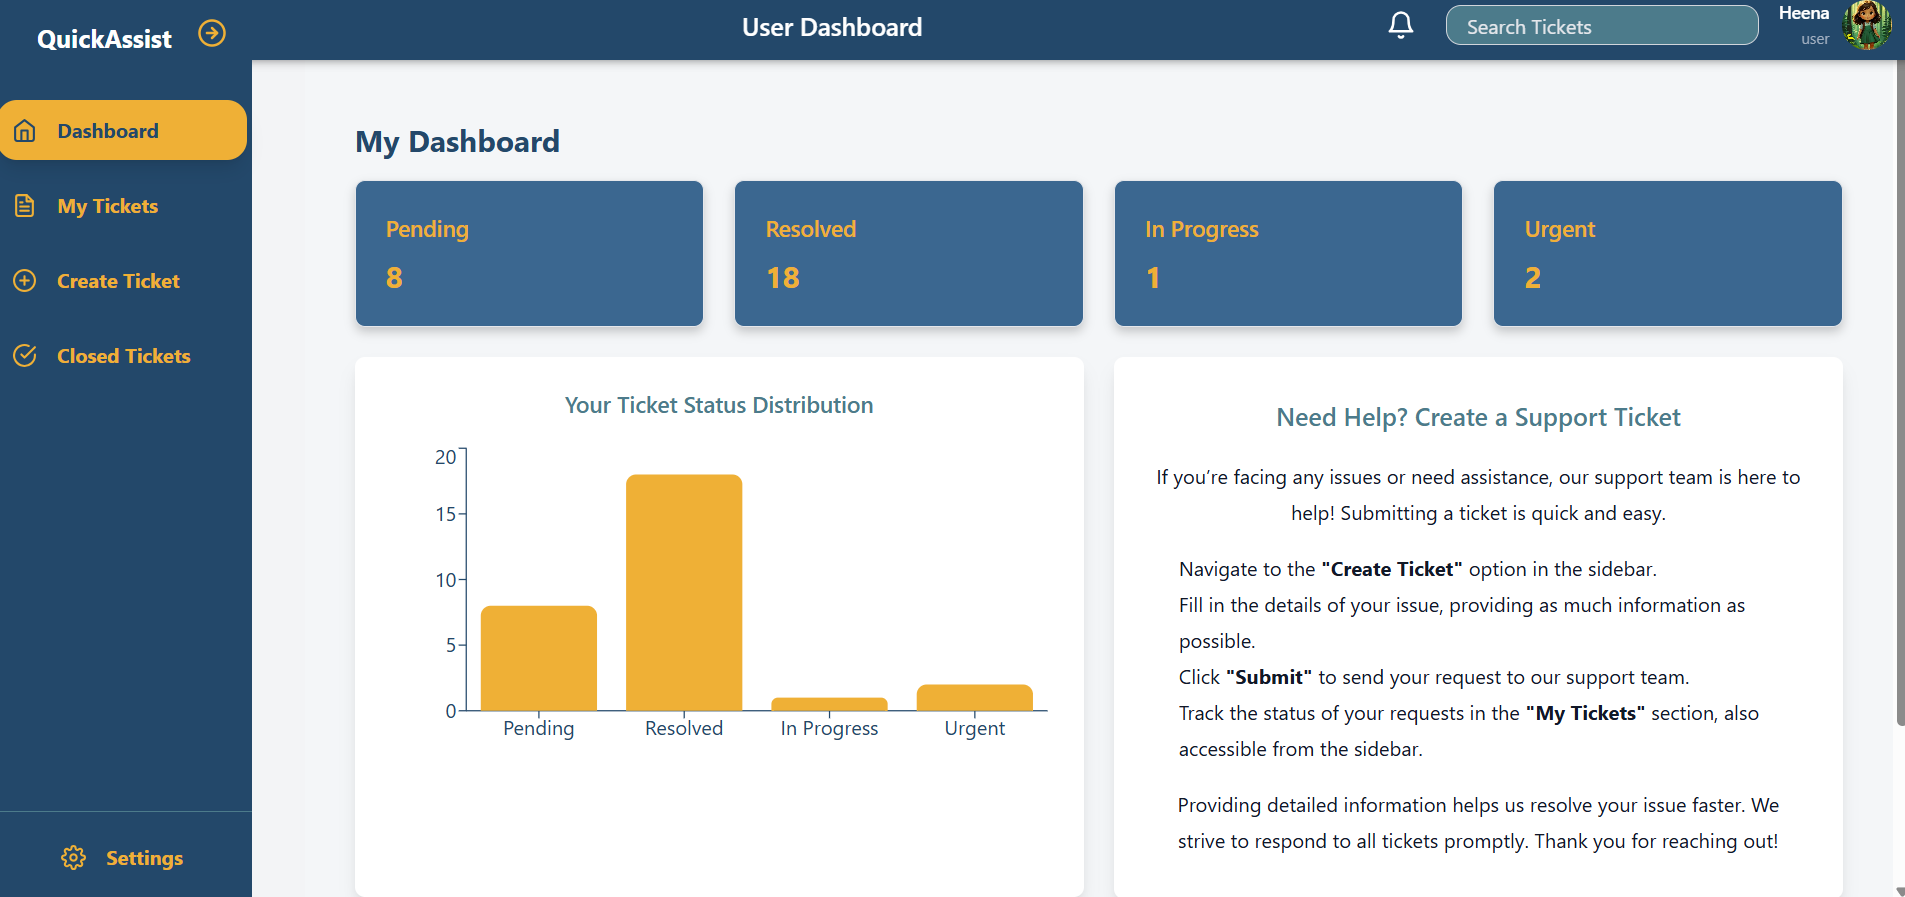 QuickAssist
User Dashboard
Search Tickets
Heena
user
Dashboard
My Tickets
Create Ticket
Closed Tickets
Settings
My Dashboard
Pending
8
Resolved
18
In Progress
1
Urgent
2
Your Ticket Status Distribution
20
15
10
5
0
Pending
Resolved
In Progress
Urgent
Need Help? Create a Support Ticket
If you’re facing any issues or need assistance, our support team is here to
help! Submitting a ticket is quick and easy.
Navigate to the "Create Ticket" option in the sidebar.
Fill in the details of your issue, providing as much information as
possible.
Click "Submit" to send your request to our support team.
Track the status of your requests in the "My Tickets" section, also
accessible from the sidebar.
Providing detailed information helps us resolve your issue faster. We
strive to respond to all tickets promptly. Thank you for reaching out!